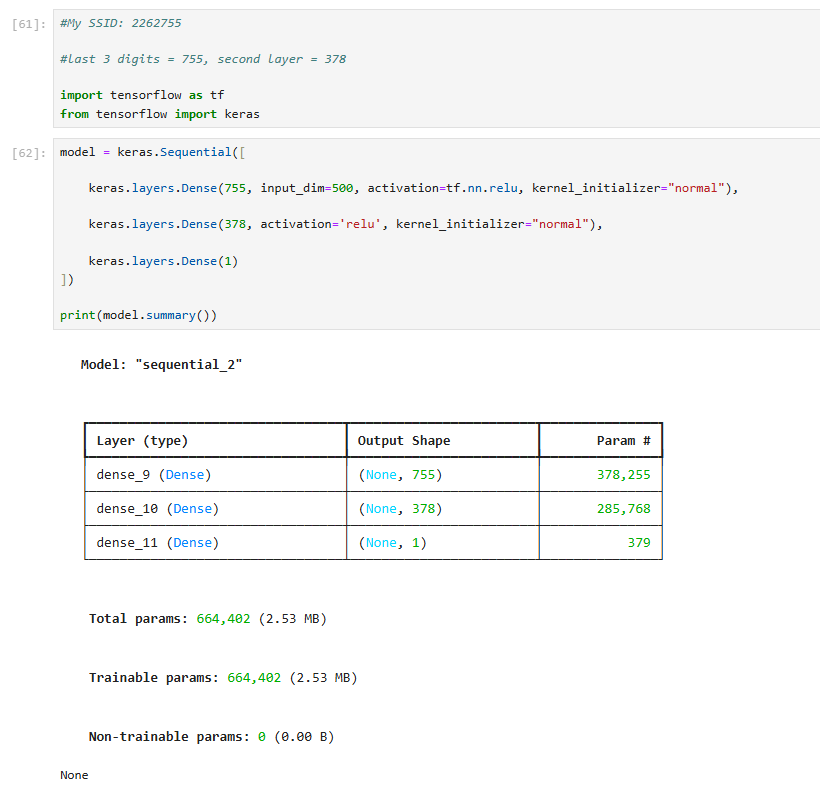 [61]: #My SSID: 2262755
#last 3 digits = 755, second layer = 378
import tensorflow as tf
from tensorflow import keras
[62]: model = keras.Sequential([
keras.layers.Dense(755, input_dim=500, activation=tf.nn.relu, kernel_initializer="normal"),
keras.layers.Dense(378, activation='relu', kernel_initializer="normal"),
keras.layers.Dense(1)
])
print(model.summary())
Model: "sequential_2"
Layer (type) Output Shape Param #
dense_9 (Dense) (None, 755) 378,255
dense_10 (Dense) (None, 378) 285,768
dense_11 (Dense) (None, 1) 379
Total params: 664,402 (2.53 MB)
Trainable params: 664,402 (2.53 MB)
Non-trainable params: 0 (0.00 B)
None